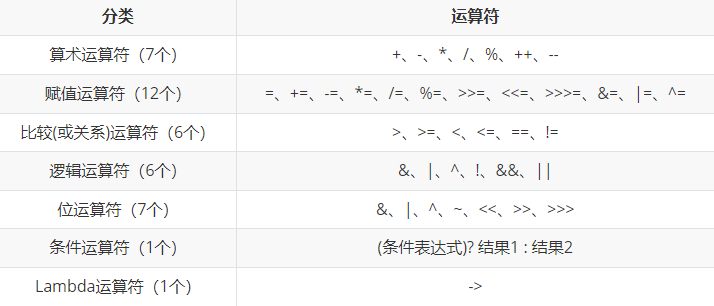 分类 运算符
算术运算符（7个） +、-、*、/、%、++、--
赋值运算符（12个） =、+=、-=、*=、/=、%=、>>=、<<=、>>>=、&=、|=、^=
比较(或关系)运算符（6个） >、>=、<、<=、==、!=
逻辑运算符（6个） &、|、^、!、&&、||
位运算符（7个） &、|、^、~、<<、>>、>>>
条件运算符（1个） (条件表达式)? 结果1 : 结果2
Lambda运算符（1个） ->